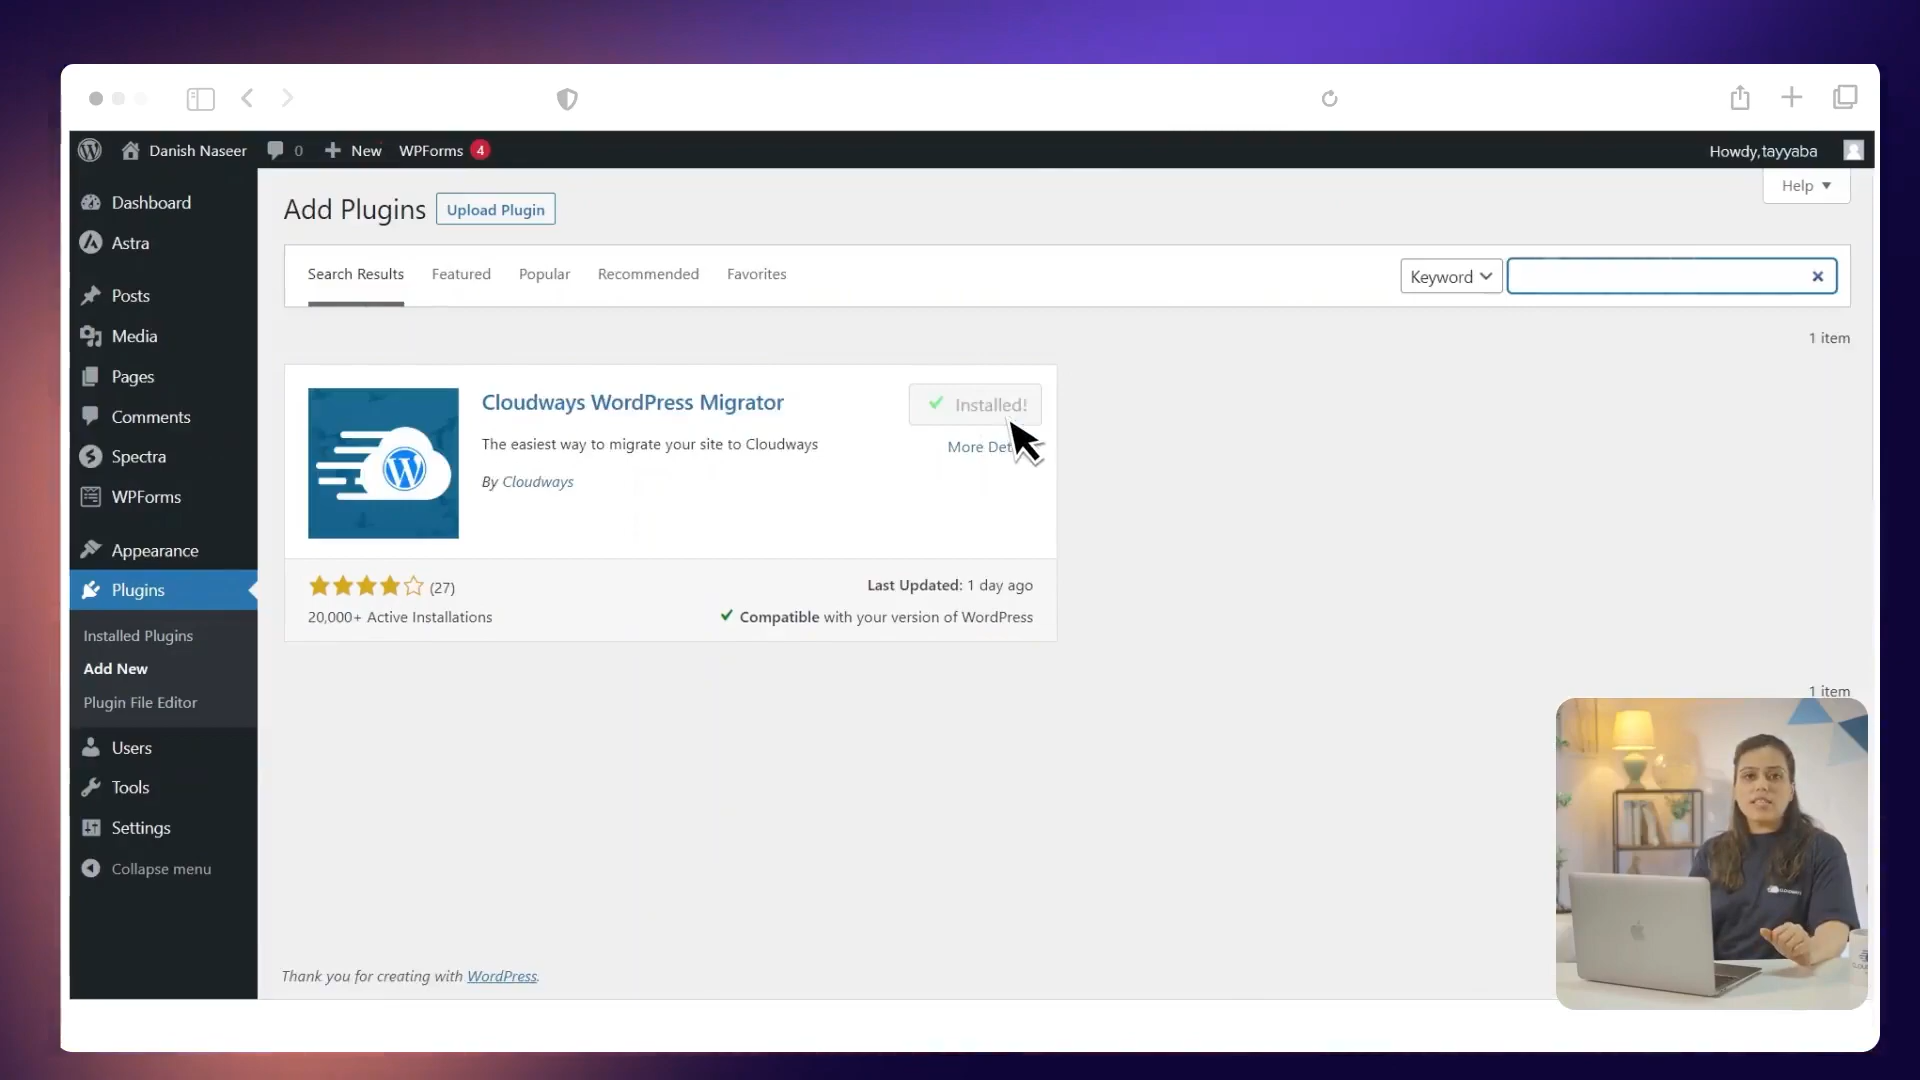 Danish Naseer
0
New
WPForms
4
Howdy,tayyaba
Dashboard
Astra
Posts
Media
Pages
Comments
Spectra
WPForms
Appearance
Plugins
Installed Plugins
Add New
Plugin File Editor
Users
Tools
Settings
Collapse menu
Add Plugins
Upload Plugin
Help
Search Results
Featured
Popular
Recommended
Favorites
Keyword
1 item
Cloudways WordPress Migrator
Installed!
The easiest way to migrate your site to Cloudways
More Det
By Cloudways
(27)
Last Updated: 1 day ago
20,000+ Active Installations
Compatible with your version of WordPress
1 item
Thank you for creating with WordPress.